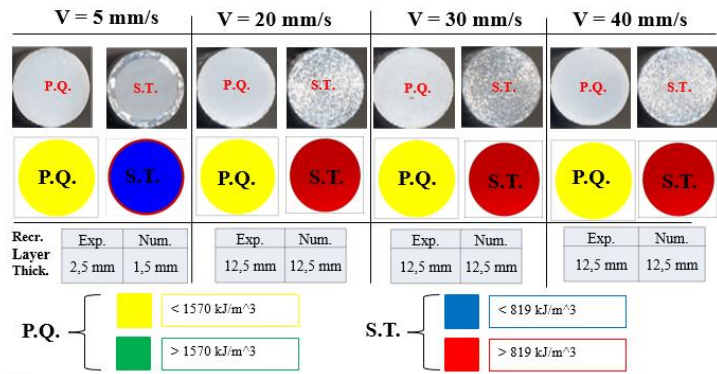 V = 5 mm/s V = 20 mm/s V = 30 mm/s V = 40 mm/s
P.Q. S.T. P.Q. S.T. P.Q. S.T. P.Q. S.T.
P.Q. S.T. P.Q. S.T. P.Q. S.T. P.Q. S.T.
Recr.
Layer
Thick.
Exp. Num. Exp. Num. Exp. Num. Exp. Num.
2,5 mm 1,5 mm 12,5 mm 12,5 mm 12,5 mm 12,5 mm 12,5 mm 12,5 mm
P.Q.
< 1570 kJ/m^3
> 1570 kJ/m^3
S.T.
< 819 kJ/m^3
> 819 kJ/m^3